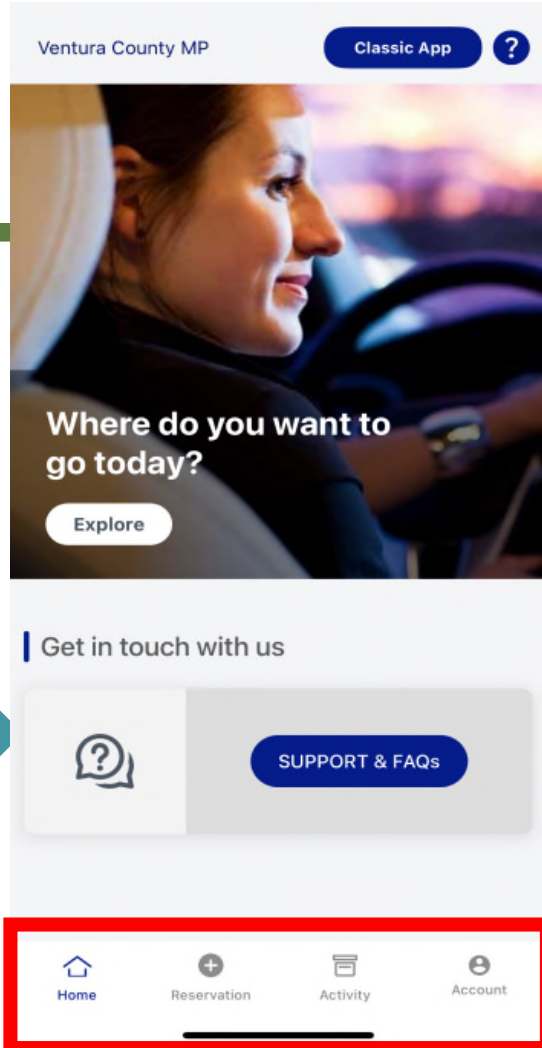 Ventura County MP
Classic App
?
Where do you want to
go today?
Explore
Get in touch with us
?
SUPPORT & FAQs
Home
Reservation
Activity
Account